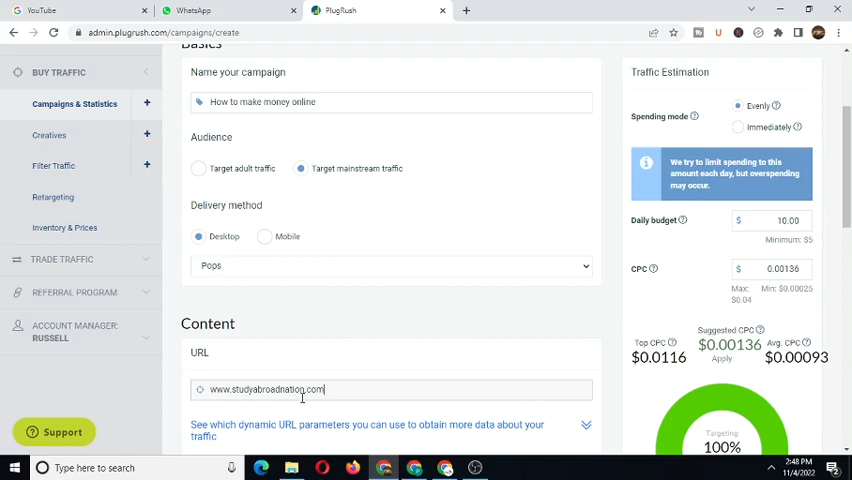 YouTube
WhatsApp
PlugRush
admin.plugrush.com/campaigns/create
Basics
BUY TRAFFIC
Campaigns & Statistics
Creatives
Filter Traffic
Retargeting
Inventory & Prices
TRADE TRAFFIC
REFERRAL PROGRAM
ACCOUNT MANAGER:
RUSSELL
Support
Name your campaign
How to make money online
Audience
Target adult traffic
Target mainstream traffic
Delivery method
Desktop
Mobile
Pops
Content
URL
www.studyabroadnation.com
See which dynamic URL parameters you can use to obtain more data about your
traffic
Traffic Estimation
Spending mode
Evenly
Immediately
We try to limit spending to this
amount each day, but overspending
may occur.
Daily budget
$ 10.00
Minimum: $5
CPC
$ 0.00136
Max:
$0.04
Min: $0.00025
Top CPC
$0.0116
Suggested CPC
$0.00136
Apply
Avg. CPC
$0.00093
Targeting
100%
Type here to search
2:48 PM
11/4/2022
2